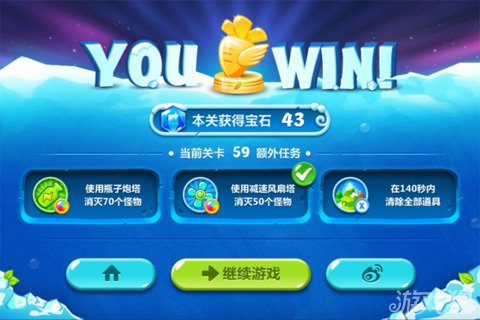 YOU WIN!
本关获得宝石 43
当前关卡 59 额外任务
使用瓶子炮塔
消灭70个怪物
使用减速风扇塔
消灭50个怪物
在140秒内
清除全部道具
X
继续游戏